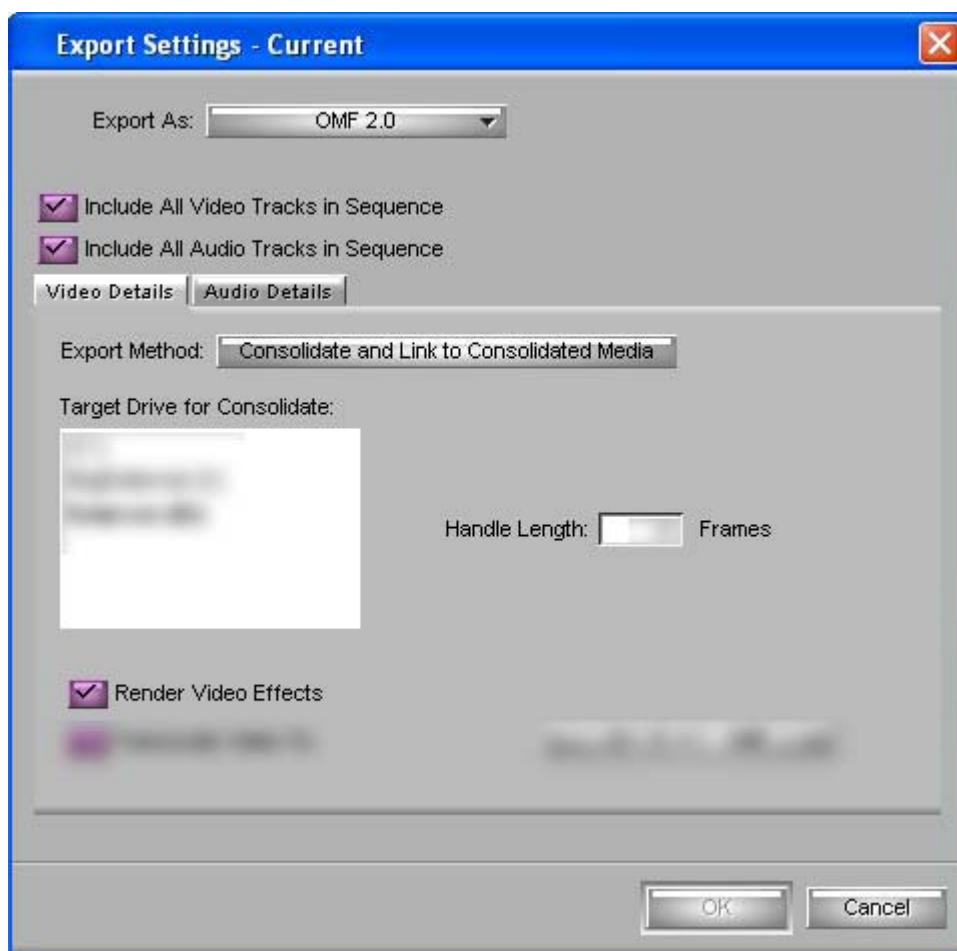 Export Settings - Current
Export As: OMF 2.0
Include All Video Tracks in Sequence
Include All Audio Tracks in Sequence
Video Details Audio Details
Export Method: Consolidate and Link to Consolidated Media
Target Drive for Consolidate:
Handle Length: Frames
Render Video Effects
OK Cancel